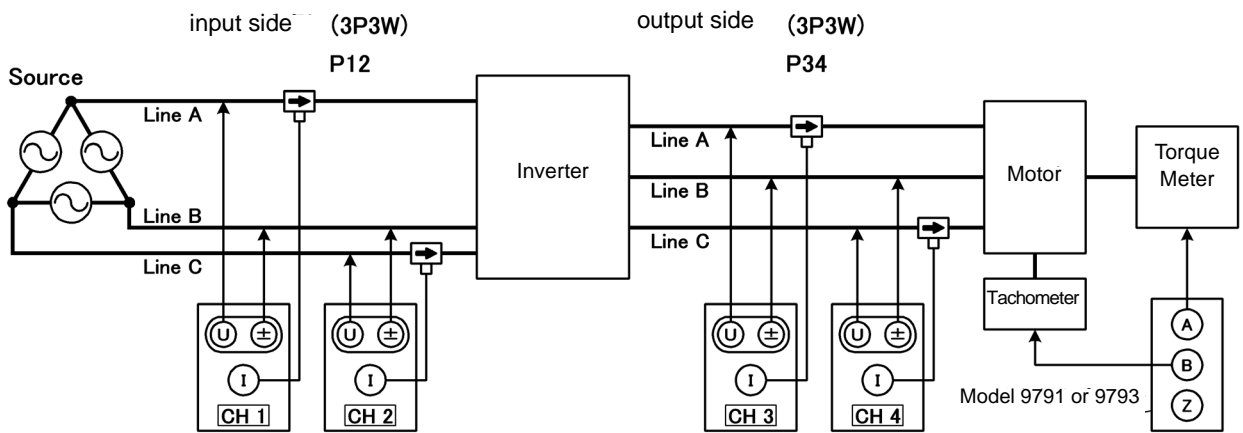 input side (3P3W)
P12
output side (3P3W)
P34
Source
Line A
Line B
Line C
Inverter
Line A
Line B
Line C
Motor
Torque
Meter
Tachometer
U ±
I
CH 1
U ±
I
CH 2
U ±
I
CH 3
U ±
I
CH 4
Model 9791 or 9793
A
B
Z